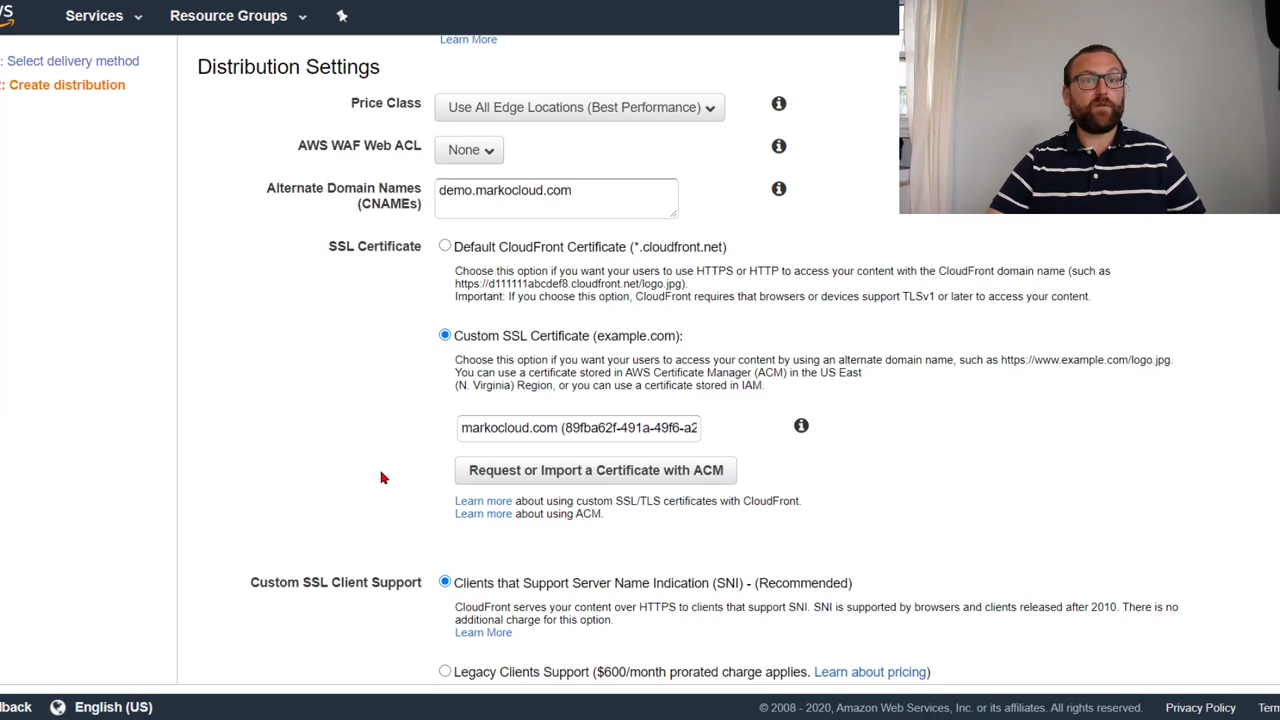 Services
Resource Groups
Learn More
: Select delivery method
: Create distribution
Distribution Settings
Price Class
Use All Edge Locations (Best Performance)
AWS WAF Web ACL
None
Alternate Domain Names
(CNAMEs)
demo.markocloud.com
SSL Certificate
Default CloudFront Certificate (*.cloudfront.net)
Choose this option if you want your users to use HTTPS or HTTP to access your content with the CloudFront domain name (such as
https://d111111abcdef8.cloudfront.net/logo.jpg).
Important: If you choose this option, CloudFront requires that browsers or devices support TLSv1 or later to access your content.
Custom SSL Certificate (example.com):
Choose this option if you want your users to access your content by using an alternate domain name, such as https://www.example.com/logo.jpg.
You can use a certificate stored in AWS Certificate Manager (ACM) in the US East
(N. Virginia) Region, or you can use a certificate stored in IAM.
markocloud.com (89fba62f-491a-49f6-a2
Request or Import a Certificate with ACM
Learn more about using custom SSL/TLS certificates with CloudFront.
Learn more about using ACM.
Custom SSL Client Support
Clients that Support Server Name Indication (SNI) - (Recommended)
CloudFront serves your content over HTTPS to clients that support SNI. SNI is supported by browsers and clients released after 2010. There is no
additional charge for this option.
Learn More
Legacy Clients Support ($600/month prorated charge applies. Learn about pricing)
dback
English (US)
© 2008 - 2020, Amazon Web Services, Inc. or its affiliates. All rights reserved.
Privacy Policy
Tern